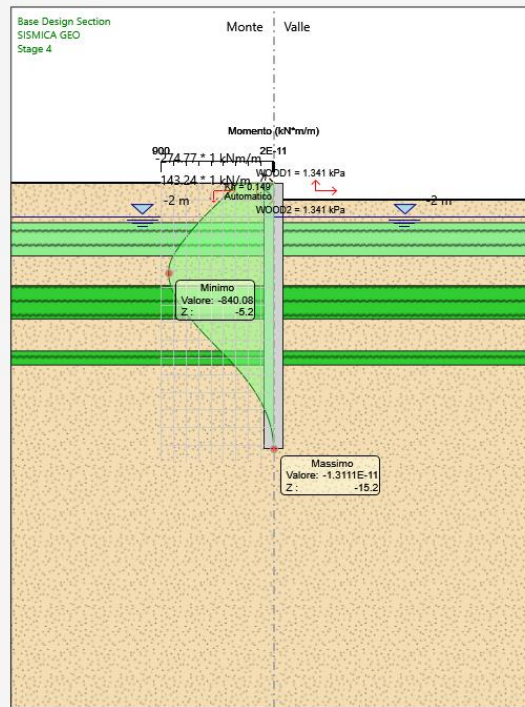 Base Design Section
SISMICA GEO
Stage 4
Monte
Valle
Momento (kN*m/m)
900
2E-11
-274.77 * 1 kNm/m
WOOD1 = 1.341 kPa
-143.24 * 1 kN/m
Kh = 0.149
Automatico
-2 m
-2 m
WOOD2 = 1.341 kPa
Minimo
Valore: -840.08
Z : -5.2
Massimo
Valore: -1.3111E-11
Z : -15.2